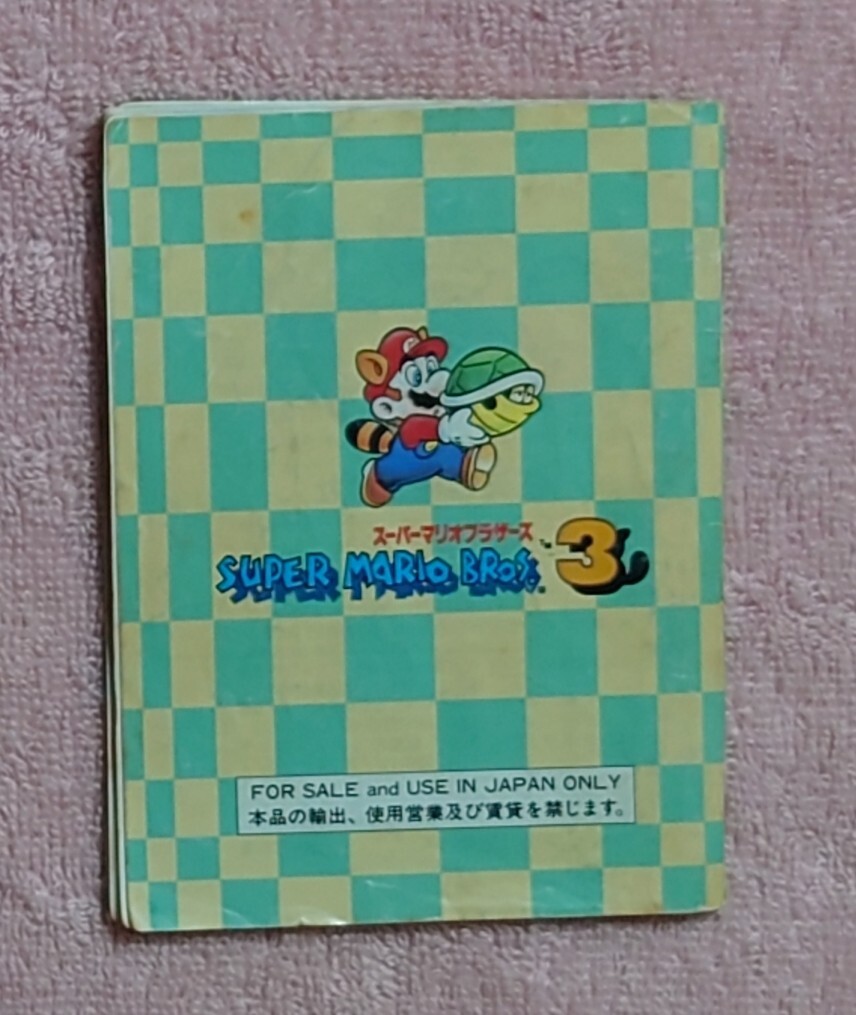 スーパーマリオブラザーズ
SUPER MARIO BROS.™ 3
FOR SALE and USE IN JAPAN ONLY
本品の輸出、使用営業及び賃貸を禁じます。